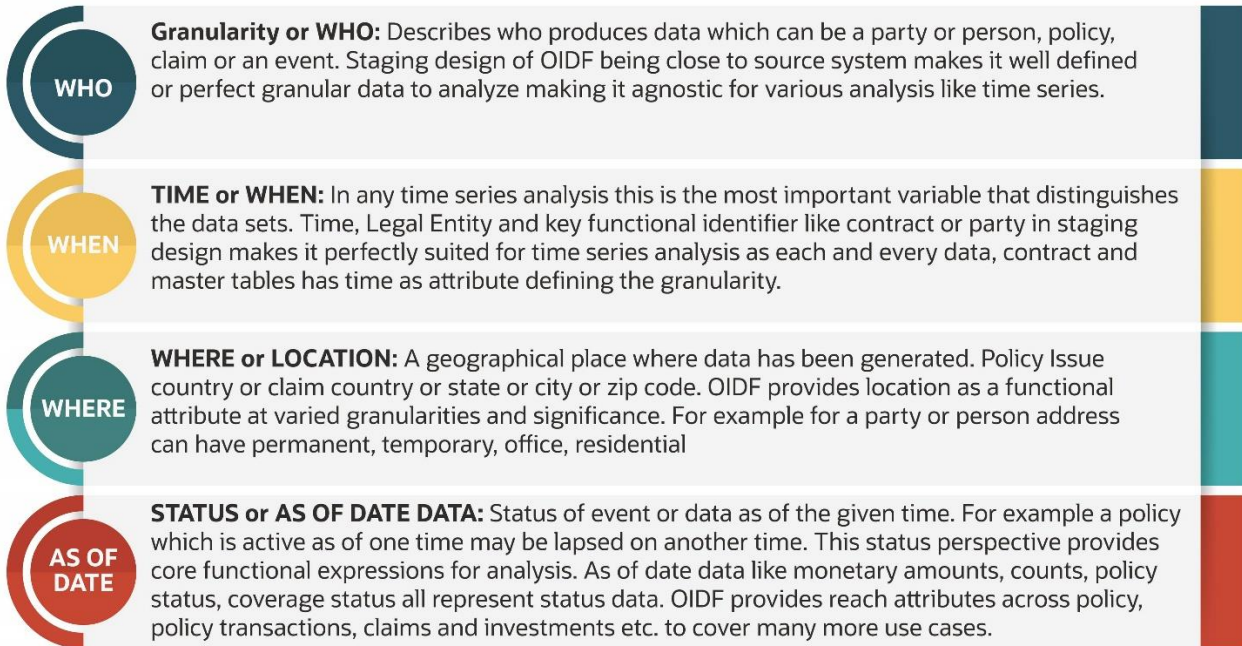 WHO
Granularity or WHO: Describes who produces data which can be a party or person, policy,
claim or an event. Staging design of OIDF being close to source system makes it well defined
or perfect granular data to analyze making it agnostic for various analysis like time series.
WHEN
TIME or WHEN: In any time series analysis this is the most important variable that distinguishes
the data sets. Time, Legal Entity and key functional identifier like contract or party in staging
design makes it perfectly suited for time series analysis as each and every data, contract and
master tables has time as attribute defining the granularity.
WHERE
WHERE or LOCATION: A geographical place where data has been generated. Policy Issue
country or claim country or state or city or zip code. OIDF provides location as a functional
attribute at varied granularities and significance. For example for a party or person address
can have permanent, temporary, office, residential
AS OF
DATE
STATUS or AS OF DATE DATA: Status of event or data as of the given time. For example a policy
which is active as of one time may be lapsed on another time. This status perspective provides
core functional expressions for analysis. As of date data like monetary amounts, counts, policy
status, coverage status all represent status data. OIDF provides reach attributes across policy,
policy transactions, claims and investments etc. to cover many more use cases.